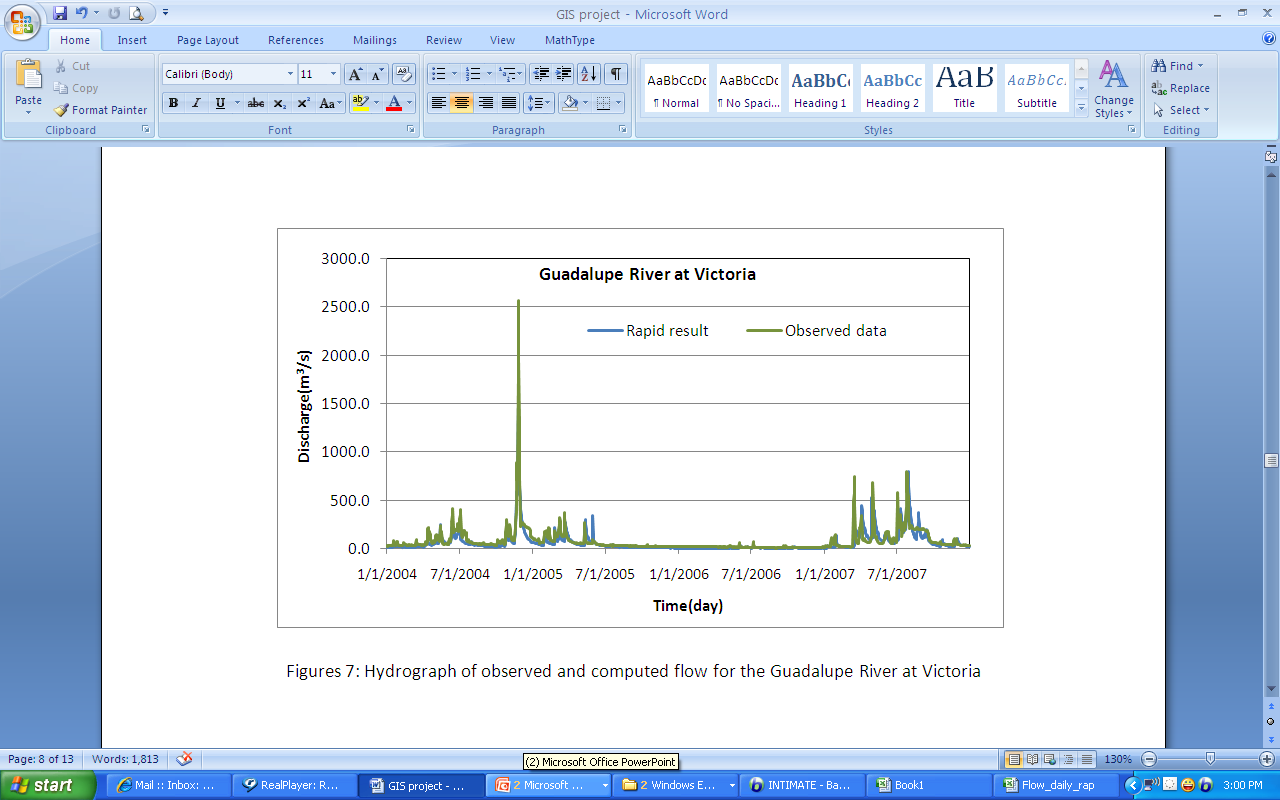 GIS project - Microsoft Word
Home Insert Page Layout References Mailings Review View MathType
Paste
Cut
Copy
Format Painter
Clipboard
Calibri (Body) 11
B I U abc x₂ x² Aa
ab A
Font
Paragraph
AaBbCcDc AaBbCcDc AaBbC AaBbCc AaB AaBbCc.
¶ Normal ¶ No Spaci... Heading 1 Heading 2 Title Subtitle
Change Styles
Styles
Find
Replace
Select
Editing
Guadalupe River at Victoria
Rapid result Observed data
3000.0
2500.0
2000.0
1500.0
1000.0
500.0
0.0
Discharge(m³/s)
1/1/2004 7/1/2004 1/1/2005 7/1/2005 1/1/2006 7/1/2006 1/1/2007 7/1/2007
Time(day)
Figures 7: Hydrograph of observed and computed flow for the Guadalupe River at Victoria
Page: 8 of 13 Words: 1,813 130%
(2) Microsoft Office PowerPoint
start Mail :: Inbox: ... RealPlayer: R... GIS project - ... 2 Microsoft ... 2 Windows E... INTIMATE - Ba... Book1 Flow_daily_rap 3:00 PM